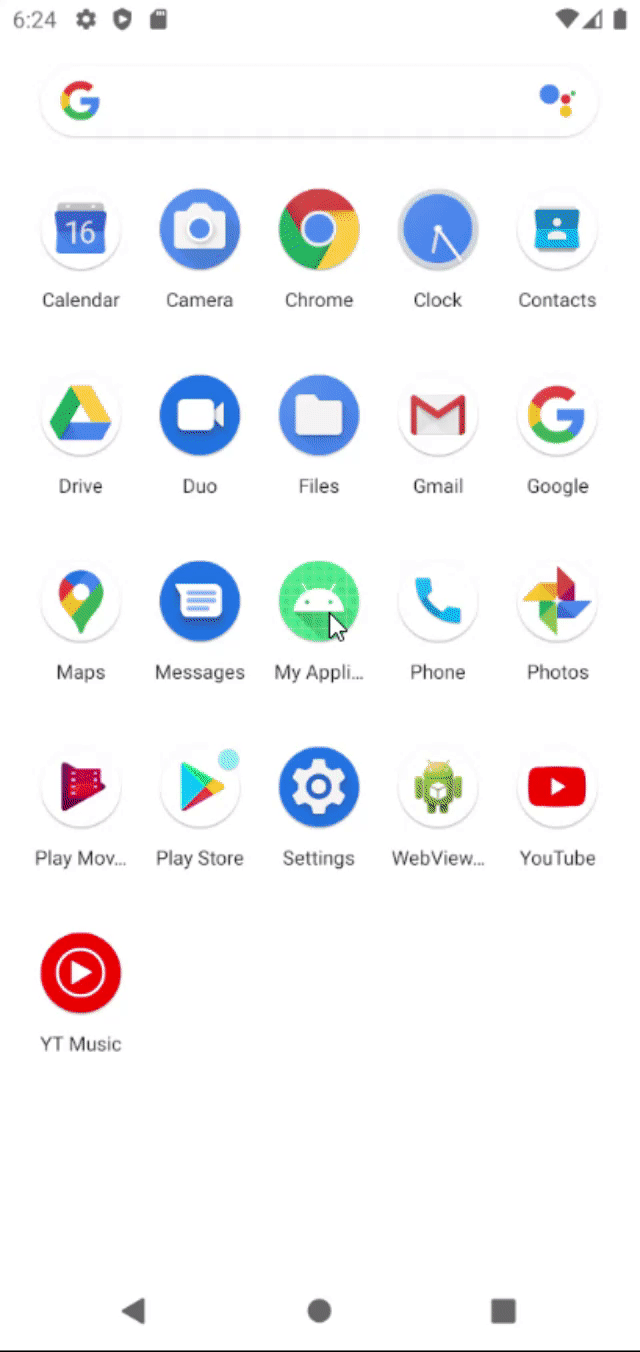 6:24
16
Calendar Camera Chrome Clock Contacts
Drive Duo Files Gmail Google
Maps Messages My Appli... Phone Photos
Play Mov... Play Store Settings WebView... YouTube
YT Music